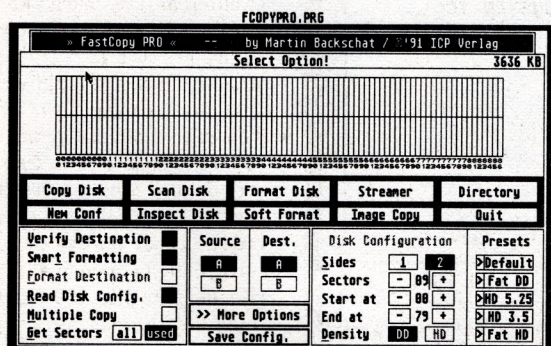 FCOPYPRO.PRG
» FastCopy PRO « -- by Martin Backschat / '91 ICP Verlag
Select Option! 3636 KB
000000000011111111112222222222333333333344444444445555555555666666666677777777778888888
012345678901234567890123456789012345678901234567890123456789012345678901234567890123456
Copy Disk Scan Disk Format Disk Streamer Directory
New Conf Inspect Disk Soft Format Image Copy Quit
Verify Destination
Smart Formatting
Format Destination
Read Disk Config.
Multiple Copy
Get Sectors all used
Source Dest.
A A
B B
>> More Options
Save Config.
Disk Configuration
Sides 1 2
Sectors - 09 +
Start at - 00 +
End at - 79 +
Density DD HD
Presets
>Default
>Fat DD
>HD 5.25
>HD 3.5
>Fat HD